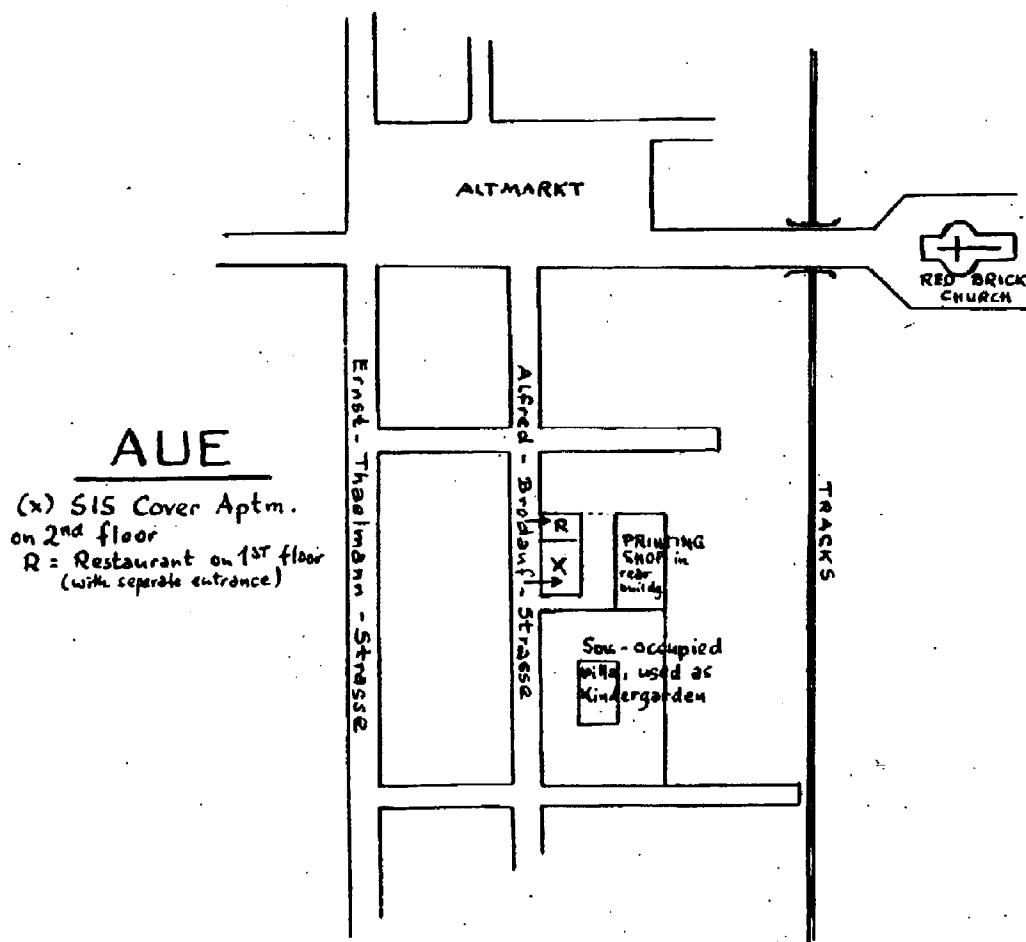 ALTMARKT
RED BRICK
CHURCH
AUE
(x) SIS Cover Aptm.
on 2nd floor
R = Restaurant on 1ST floor
(with seperate entrance)
Ernst - Thaelmann - Strasse
Alfred - Brodauf - Strasse
TRACKS
R
X
PRINTING
SHOP in
rear
buildg.
Sov.-occupied
villa, used as
Kindergarden